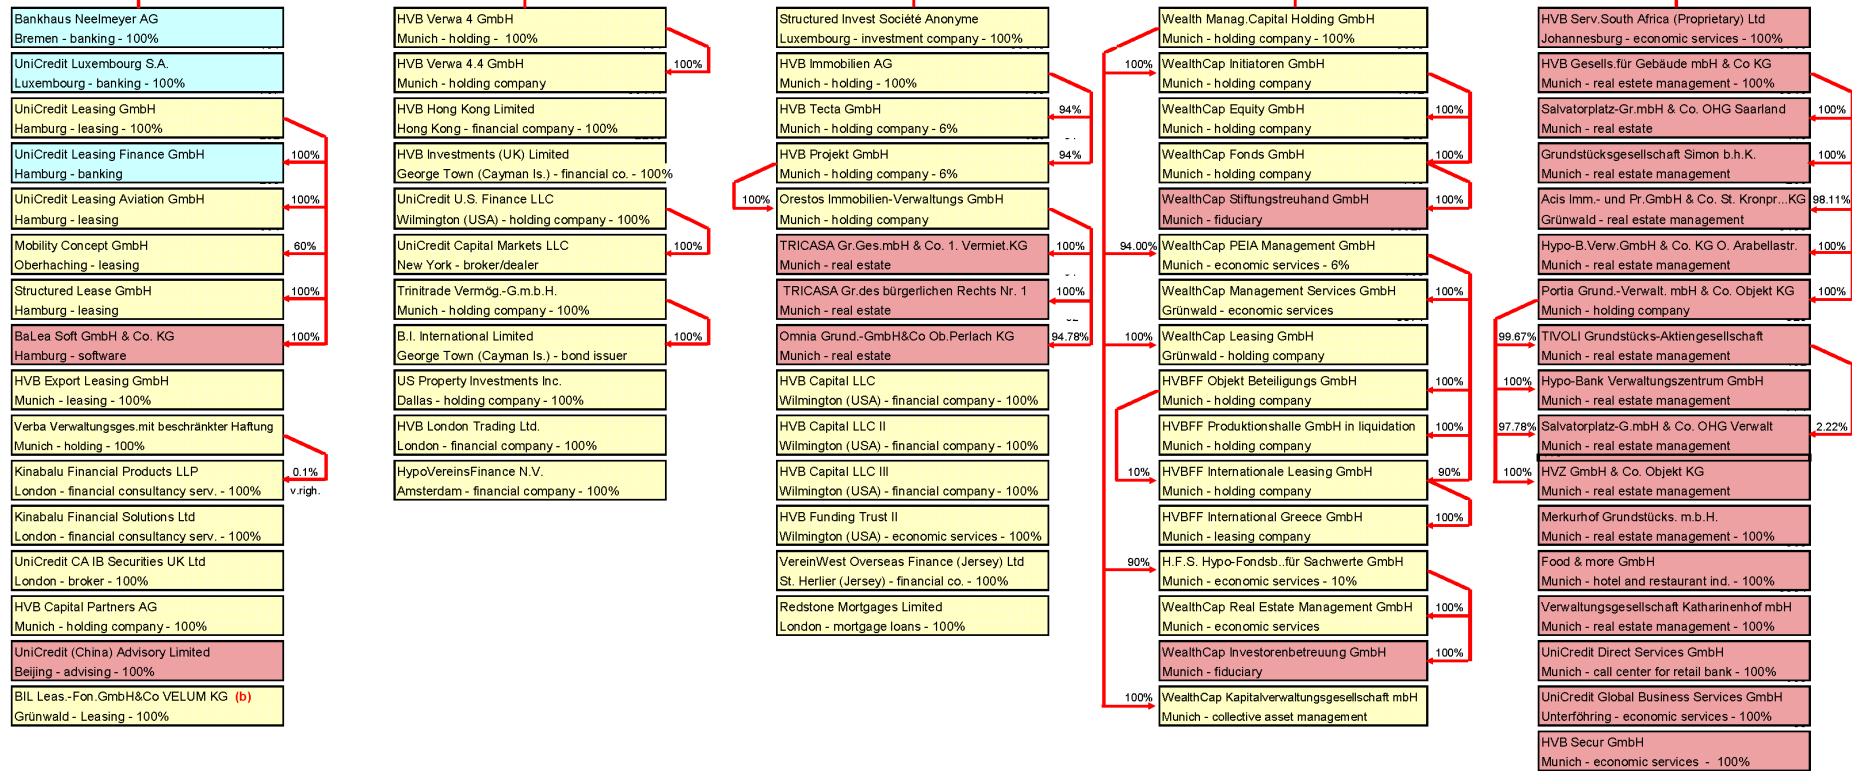 Bankhaus Neelmeyer AG
Bremen - banking - 100%
UniCredit Luxembourg S.A.
Luxembourg - banking - 100%
UniCredit Leasing GmbH
Hamburg - leasing - 100%
UniCredit Leasing Finance GmbH
Hamburg - banking
100%
UniCredit Leasing Aviation GmbH
Hamburg - leasing
100%
Mobility Concept GmbH
Oberhaching - leasing
60%
Structured Lease GmbH
Hamburg - leasing
100%
BaLea Soft GmbH & Co. KG
Hamburg - software
100%
HVB Export Leasing GmbH
Munich - leasing - 100%
Verba Verwaltungsges.mit beschränkter Haftung
Munich - holding - 100%
Kinabalu Financial Products LLP
London - financial consultancy serv. - 100%
0.1%
v.righ.
Kinabalu Financial Solutions Ltd
London - financial consultancy serv. - 100%
UniCredit CA IB Securities UK Ltd
London - broker - 100%
HVB Capital Partners AG
Munich - holding company - 100%
UniCredit (China) Advisory Limited
Beijing - advising - 100%
BIL Leas.-Fon.GmbH&Co VELUM KG (b)
Grünwald - Leasing - 100%
HVB Verwa 4 GmbH
Munich - holding - 100%
HVB Verwa 4.4 GmbH
Munich - holding company
100%
HVB Hong Kong Limited
Hong Kong - financial company - 100%
HVB Investments (UK) Limited
George Town (Cayman Is.) - financial co. - 100%
UniCredit U.S. Finance LLC
Wilmington (USA) - holding company - 100%
UniCredit Capital Markets LLC
New York - broker/dealer
100%
Trinitrade Vermög.-G.m.b.H.
Munich - holding company - 100%
B.I. International Limited
George Town (Cayman Is.) - bond issuer
100%
US Property Investments Inc.
Dallas - holding company - 100%
HVB London Trading Ltd.
London - financial company - 100%
HypoVereinsFinance N.V.
Amsterdam - financial company - 100%
Structured Invest Société Anonyme
Luxembourg - investment company - 100%
HVB Immobilien AG
Munich - holding - 100%
HVB Tecta GmbH
Munich - holding company - 6%
94%
HVB Projekt GmbH
Munich - holding company - 6%
94%
100%
Orestos Immobilien-Verwaltungs GmbH
Munich - holding company
TRICASA Gr.Ges.mbH & Co. 1. Vermiet.KG
Munich - real estate
100%
TRICASA Gr.des bürgerlichen Rechts Nr. 1
Munich - real estate
100%
Omnia Grund.-GmbH&Co Ob.Perlach KG
Munich - real estate
94.78%
HVB Capital LLC
Wilmington (USA) - financial company - 100%
HVB Capital LLC II
Wilmington (USA) - financial company - 100%
HVB Capital LLC III
Wilmington (USA) - financial company - 100%
HVB Funding Trust II
Wilmington (USA) - economic services - 100%
VereinWest Overseas Finance (Jersey) Ltd
St. Herlier (Jersey) - financial co. - 100%
Redstone Mortgages Limited
London - mortgage loans - 100%
Wealth Manag.Capital Holding GmbH
Munich - holding company - 100%
100%
WealthCap Initiatoren GmbH
Munich - holding company
WealthCap Equity GmbH
Munich - holding company
100%
WealthCap Fonds GmbH
Munich - holding company
100%
WealthCap Stiftungstreuhand GmbH
Munich - fiduciary
100%
94.00%
WealthCap PEIA Management GmbH
Munich - economic services - 6%
WealthCap Management Services GmbH
Grünwald - economic services
100%
100%
WealthCap Leasing GmbH
Grünwald - holding company
HVBFF Objekt Beteiligungs GmbH
Munich - holding company
100%
HVBFF Produktionshalle GmbH in liquidation
Munich - holding company
100%
10%
HVBFF Internationale Leasing GmbH
Munich - holding company
90%
HVBFF International Greece GmbH
Munich - leasing company
100%
90%
H.F.S. Hypo-Fondsb..für Sachwerte GmbH
Munich - economic services - 10%
WealthCap Real Estate Management GmbH
Munich - economic services
100%
WealthCap Investorenbetreuung GmbH
Munich - fiduciary
100%
100%
WealthCap Kapitalverwaltungsgesellschaft mbH
Munich - collective asset management
HVB Serv.South Africa (Proprietary) Ltd
Johannesburg - economic services - 100%
HVB Gesells.für Gebäude mbH & Co KG
Munich - real estate management - 100%
Salvatorplatz-Gr.mbH & Co. OHG Saarland
Munich - real estate
100%
Grundstücksgesellschaft Simon b.h.K.
Munich - real estate management
100%
Acis Imm.- und Pr.GmbH & Co. St. Kronpr...KG
Grünwald - real estate management
98.11%
Hypo-B.Verw.GmbH & Co. KG O. Arabellastr.
Munich - real estate management
100%
Portia Grund.-Verwalt. mbH & Co. Objekt KG
Munich - holding company
100%
99.67%
TIVOLI Grundstücks-Aktiengesellschaft
Munich - real estate management
100%
Hypo-Bank Verwaltungszentrum GmbH
Munich - real estate management
97.78%
Salvatorplatz-G.mbH & Co. OHG Verwalt
Munich - real estate management
2.22%
100%
HVZ GmbH & Co. Objekt KG
Munich - real estate management
Merkurhof Grundstücks. m.b.H.
Munich - real estate management - 100%
Food & more GmbH
Munich - hotel and restaurant ind. - 100%
Verwaltungsgesellschaft Katharinenhof mbH
Munich - real estate management - 100%
UniCredit Direct Services GmbH
Munich - call center for retail bank - 100%
UniCredit Global Business Services GmbH
Unterföhring - economic services - 100%
HVB Secur GmbH
Munich - economic services - 100%